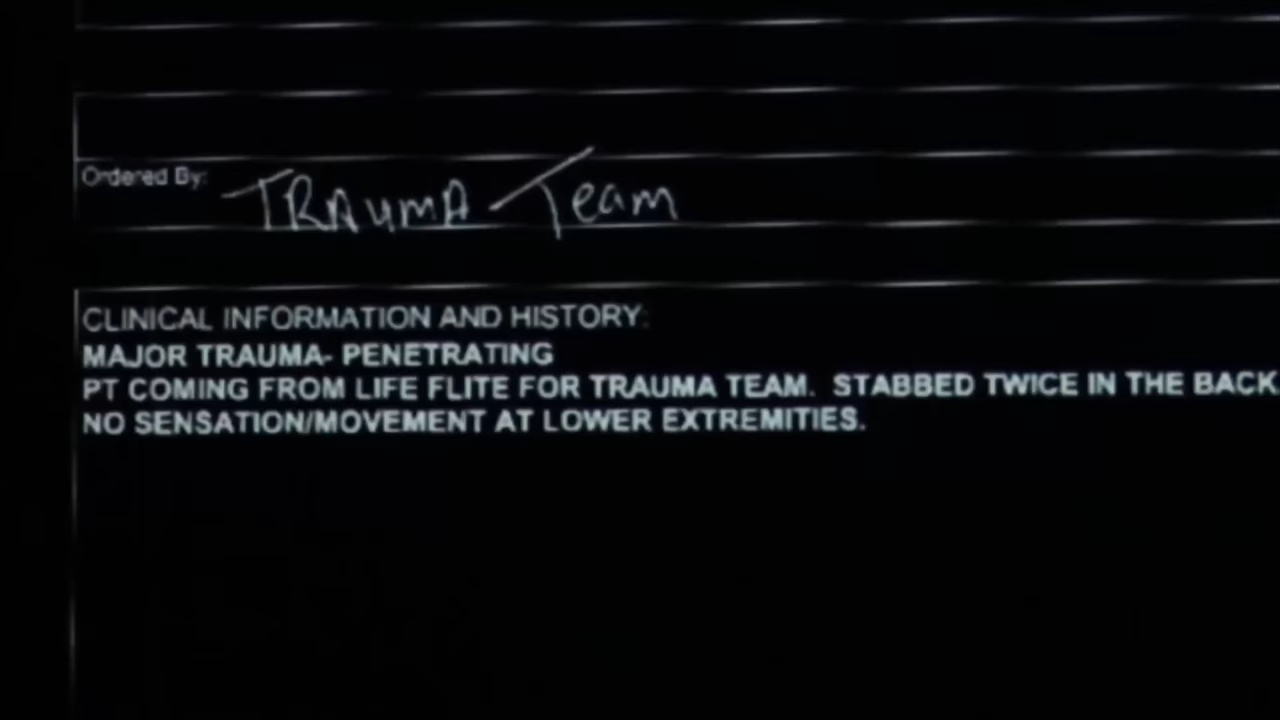 Ordered By: TRAUMA Team
CLINICAL INFORMATION AND HISTORY:
MAJOR TRAUMA- PENETRATING
PT COMING FROM LIFE FLITE FOR TRAUMA TEAM. STABBED TWICE IN THE BACK
NO SENSATION/MOVEMENT AT LOWER EXTREMITIES.